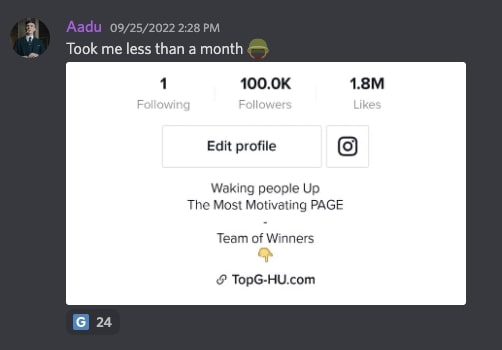 Aadu 09/25/2022 2:28 PM
Took me less than a month
1 100.0K 1.8M
Following Followers Likes
Edit profile
Waking people Up
The Most Motivating PAGE
-
Team of Winners
TopG-HU.com
G 24